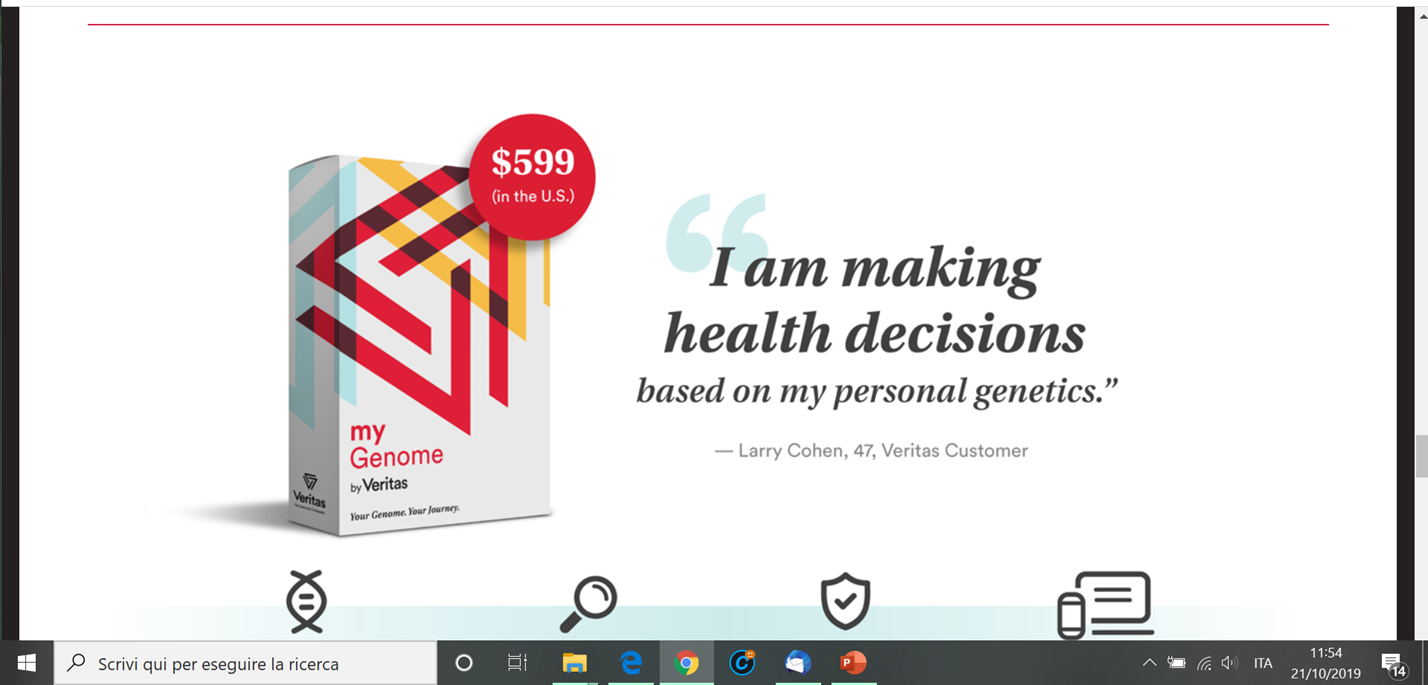 $599
(in the U.S.)
“
I am making
health decisions
based on my personal genetics.”
— Larry Cohen, 47, Veritas Customer
my
Genome
by Veritas
Your Genome. Your Journey.
Veritas
Scrivi qui per eseguire la ricerca
ITA
11:54
21/10/2019
14